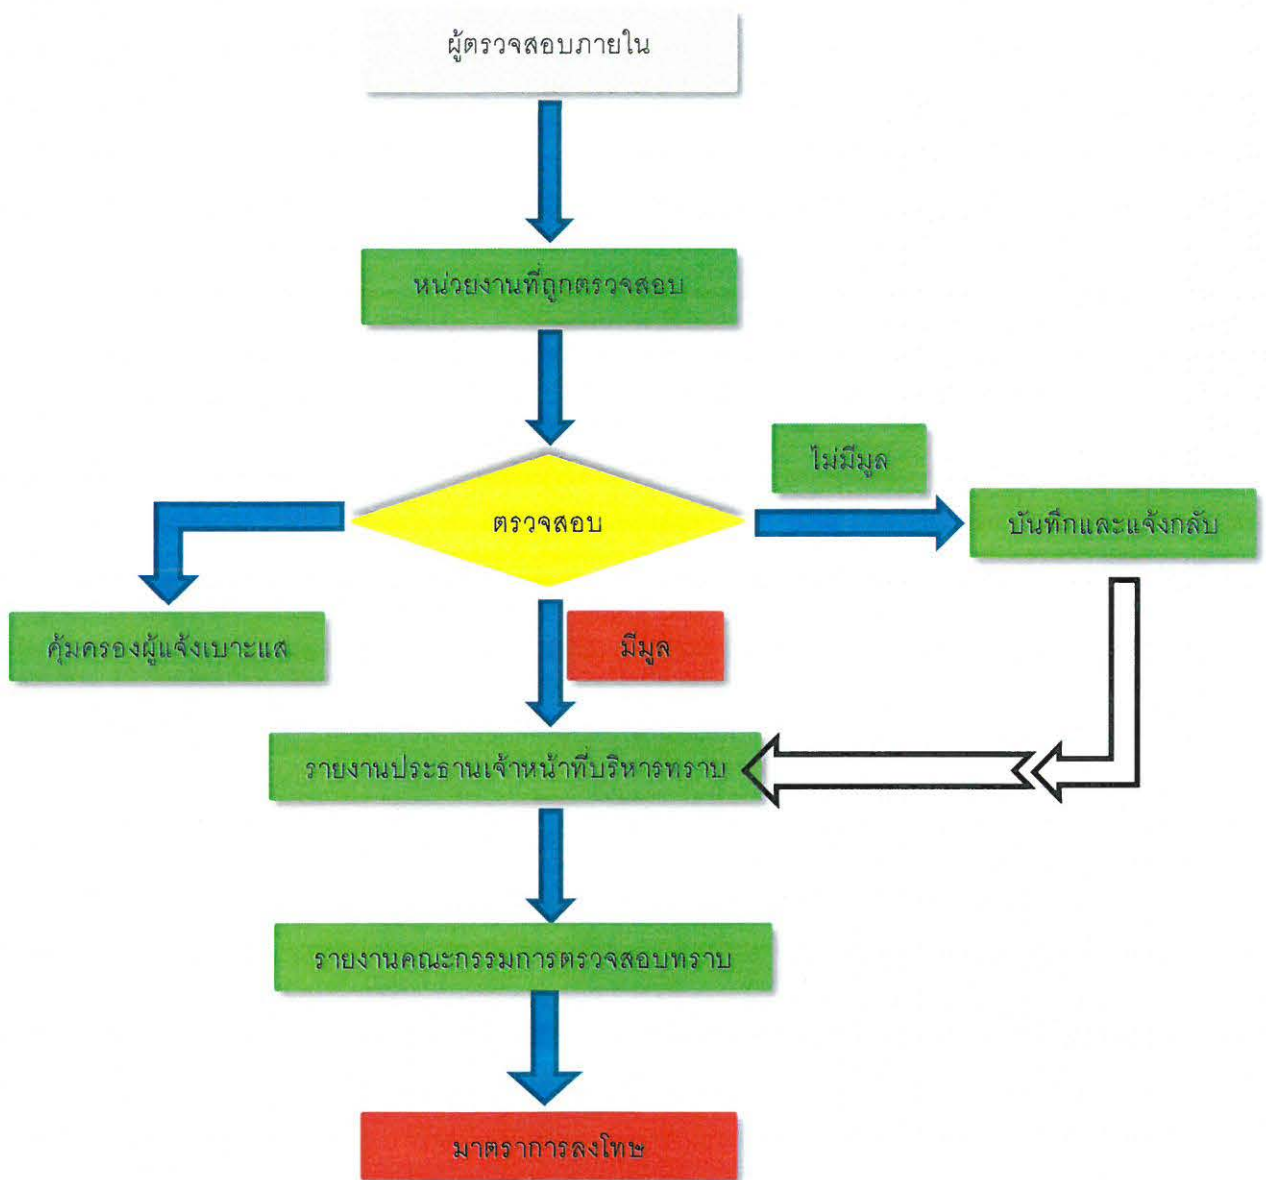 ผู้ตรวจสอบภายใน
หน่วยงานที่ถูกตรวจสอบ
ไม่มีมูล
ตรวจสอบ
บันทึกและแจ้งกลับ
คุ้มครองผู้แจ้งเบาะแส
มีมูล
รายงานประธานเจ้าหน้าที่บริหารทราบ
รายงานคณะกรรมการตรวจสอบทราบ
มาตราการลงโทษ